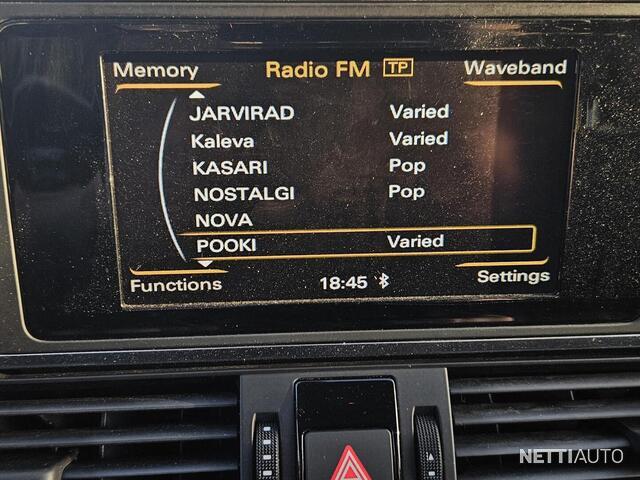 Memory Radio FM TP Waveband
JARVIRAD Varied
Kaleva Varied
KASARI Pop
NOSTALGI Pop
NOVA
POOKI Varied
Functions 18:45 Settings
NETTIAUTO